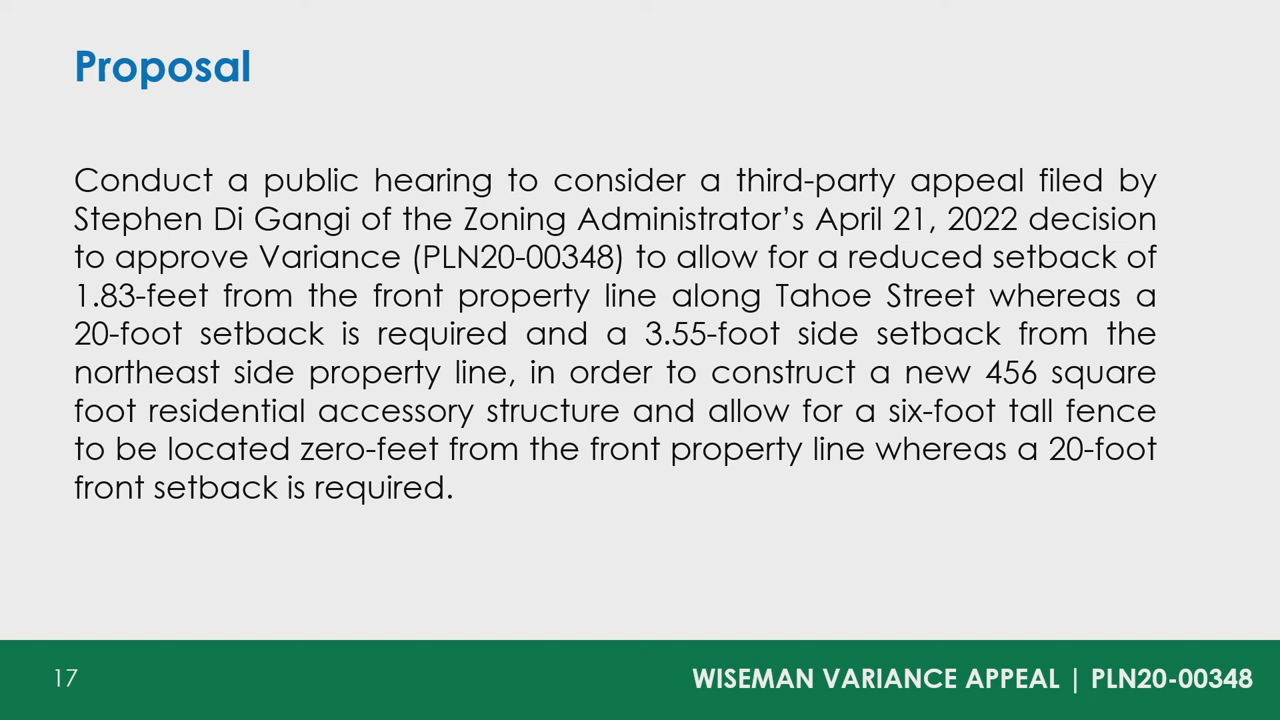 Proposal
Conduct a public hearing to consider a third-party appeal filed by
Stephen Di Gangi of the Zoning Administrator’s April 21, 2022 decision
to approve Variance (PLN20-00348) to allow for a reduced setback of
1.83-feet from the front property line along Tahoe Street whereas a
20-foot setback is required and a 3.55-foot side setback from the
northeast side property line, in order to construct a new 456 square
foot residential accessory structure and allow for a six-foot tall fence
to be located zero-feet from the front property line whereas a 20-foot
front setback is required.
17
WISEMAN VARIANCE APPEAL | PLN20-00348